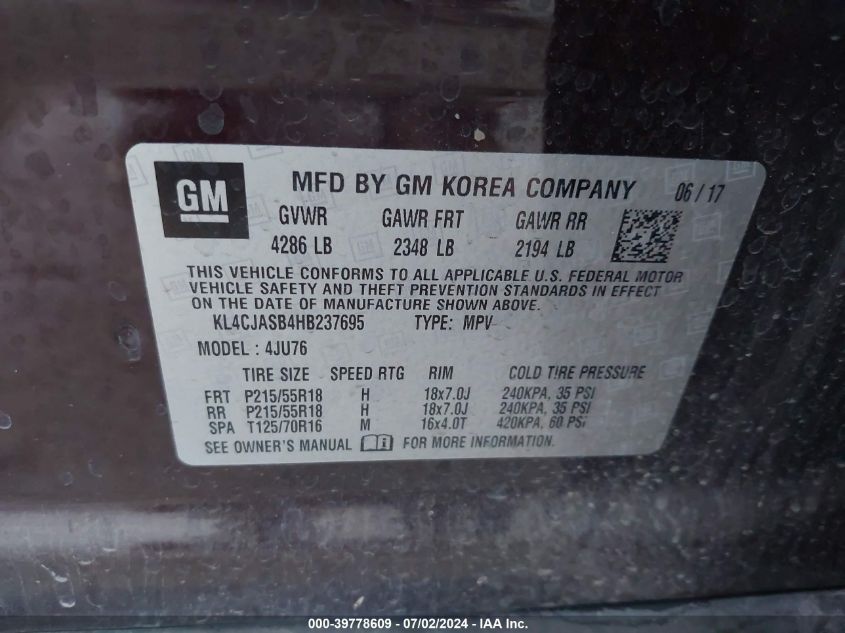 GM MFD BY GM KOREA COMPANY 06/17
GVWR GAWR FRT GAWR RR
4286 LB 2348 LB 2194 LB
THIS VEHICLE CONFORMS TO ALL APPLICABLE U.S. FEDERAL MOTOR
VEHICLE SAFETY AND THEFT PREVENTION STANDARDS IN EFFECT
ON THE DATE OF MANUFACTURE SHOWN ABOVE.
KL4CJASB4HB237695 TYPE: MPV
MODEL: 4JU76
TIRE SIZE SPEED RTG RIM COLD TIRE PRESSURE
FRT P215/55R18 H 18x7.0J 240KPA, 35 PSI
RR P215/55R18 H 18x7.0J 240KPA, 35 PSI
SPA T125/70R16 M 16x4.0T 420KPA, 60 PSI
SEE OWNER'S MANUAL i FOR MORE INFORMATION.
000-39778609 - 07/02/2024 - IAA Inc.